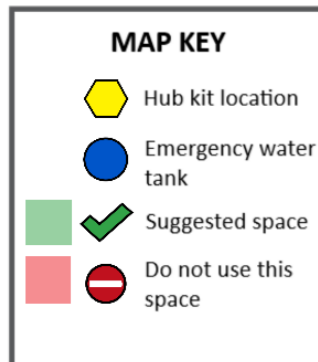 MAP KEY
Hub kit location
Emergency water
tank
Suggested space
Do not use this
space